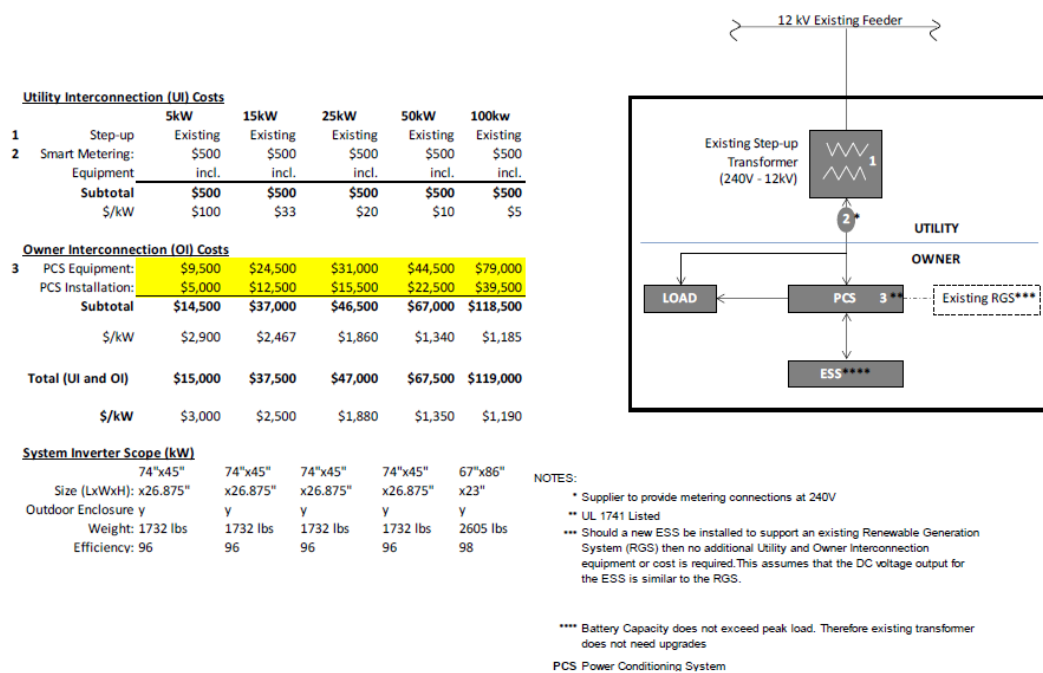 12 kV Existing Feeder
Utility Interconnection (UI) Costs
5kW 15kW 25kW 50kW 100kw
1 Step-up Existing Existing Existing Existing Existing
2 Smart Metering: $500 $500 $500 $500 $500
Equipment incl. incl. incl. incl. incl.
Subtotal $500 $500 $500 $500 $500
$/kW $100 $33 $20 $10 $5
Owner Interconnection (OI) Costs
3 PCS Equipment: $9,500 $24,500 $31,000 $44,500 $79,000
PCS Installation: $5,000 $12,500 $15,500 $22,500 $39,500
Subtotal $14,500 $37,000 $46,500 $67,000 $118,500
$/kW $2,900 $2,467 $1,860 $1,340 $1,185
Total (UI and OI) $15,000 $37,500 $47,000 $67,500 $119,000
$/kW $3,000 $2,500 $1,880 $1,350 $1,190
System Inverter Scope (kW)
74"x45" 74"x45" 74"x45" 74"x45" 67"x86"
Size (LxWxH): x26.875" x26.875" x26.875" x26.875" x23"
Outdoor Enclosure y y y y y
Weight: 1732 lbs 1732 lbs 1732 lbs 1732 lbs 2605 lbs
Efficiency: 96 96 96 96 98
Existing Step-up
Transformer
(240V - 12kV)
1
2*
UTILITY
OWNER
LOAD
PCS 3 **
Existing RGS***
ESS****
NOTES:
* Supplier to provide metering connections at 240V
** UL 1741 Listed
*** Should a new ESS be installed to support an existing Renewable Generation
System (RGS) then no additional Utility and Owner Interconnection
equipment or cost is required.This assumes that the DC voltage output for
the ESS is similar to the RGS.
**** Battery Capacity does not exceed peak load. Therefore existing transformer
does not need upgrades
PCS Power Conditioning System